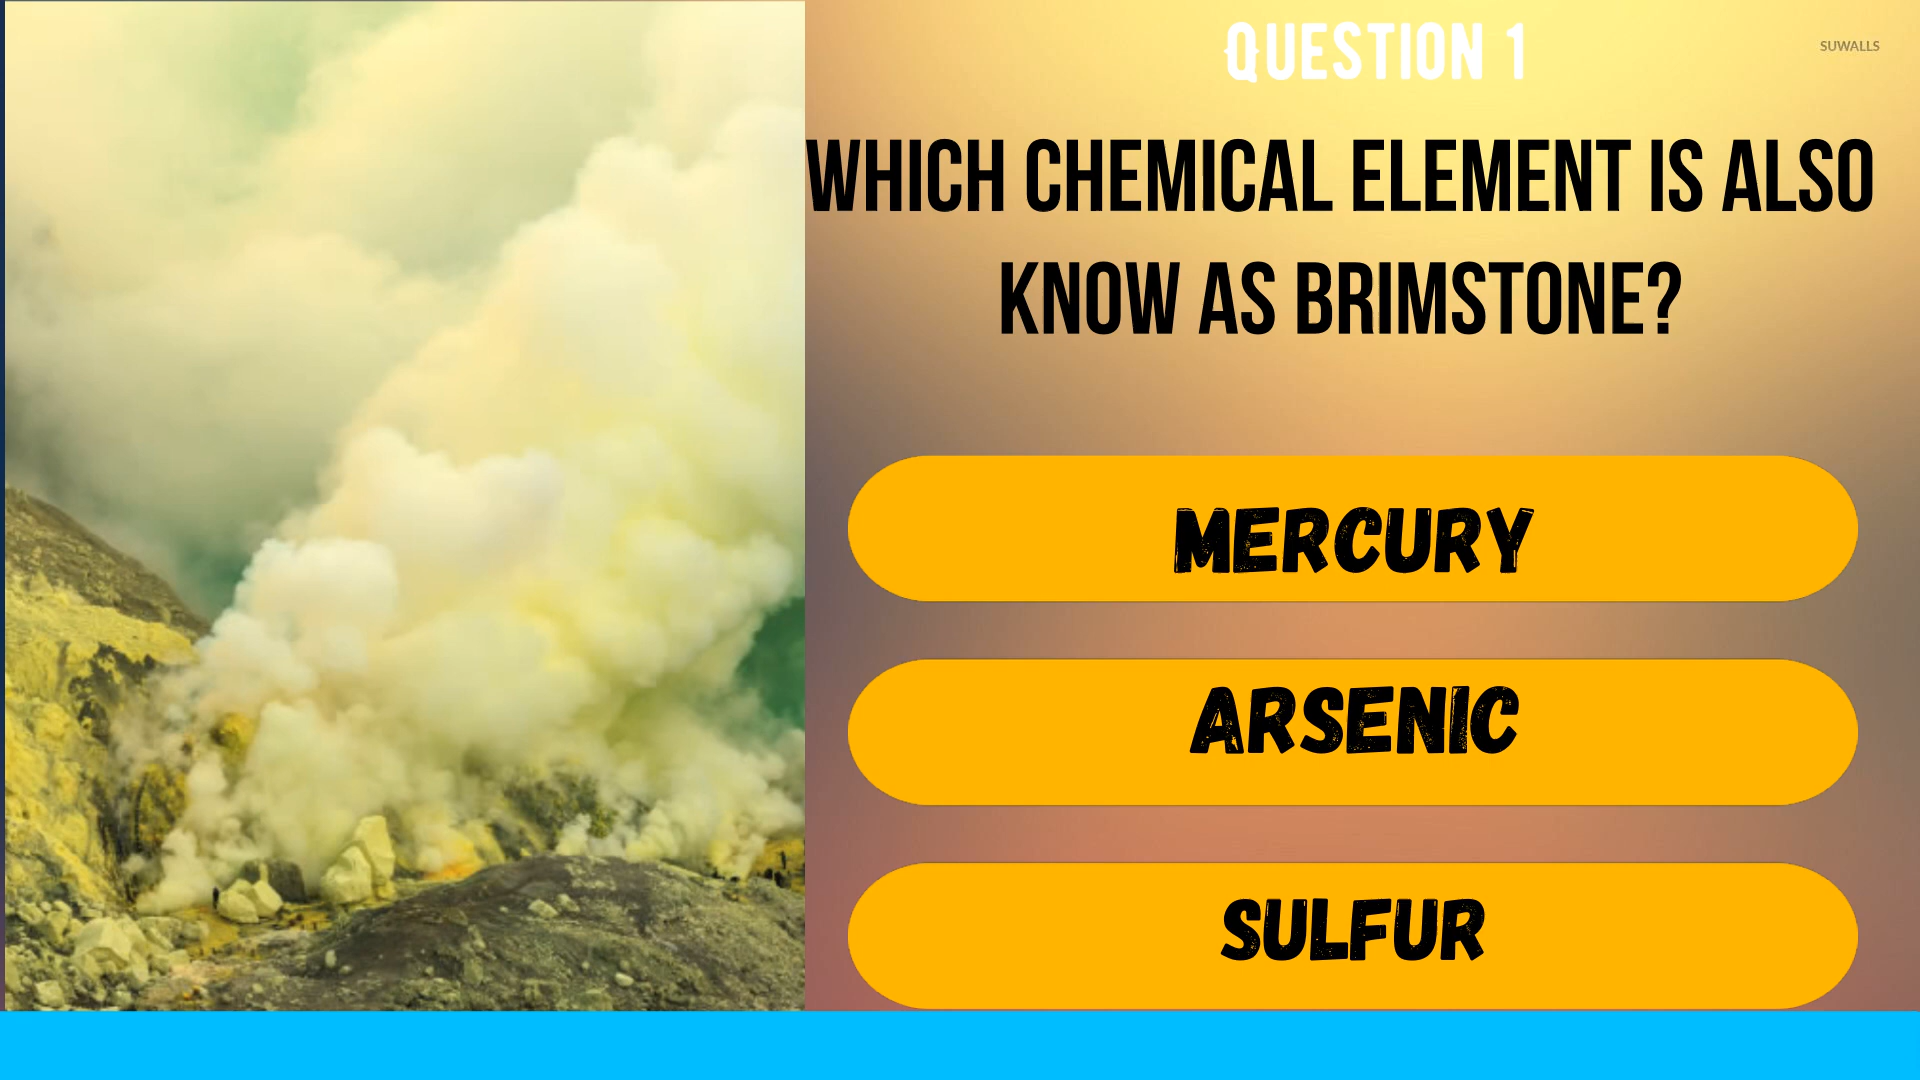 QUESTION 1
SUWALLS
WHICH CHEMICAL ELEMENT IS ALSO
KNOW AS BRIMSTONE?
MERCURY
ARSENIC
SULFUR